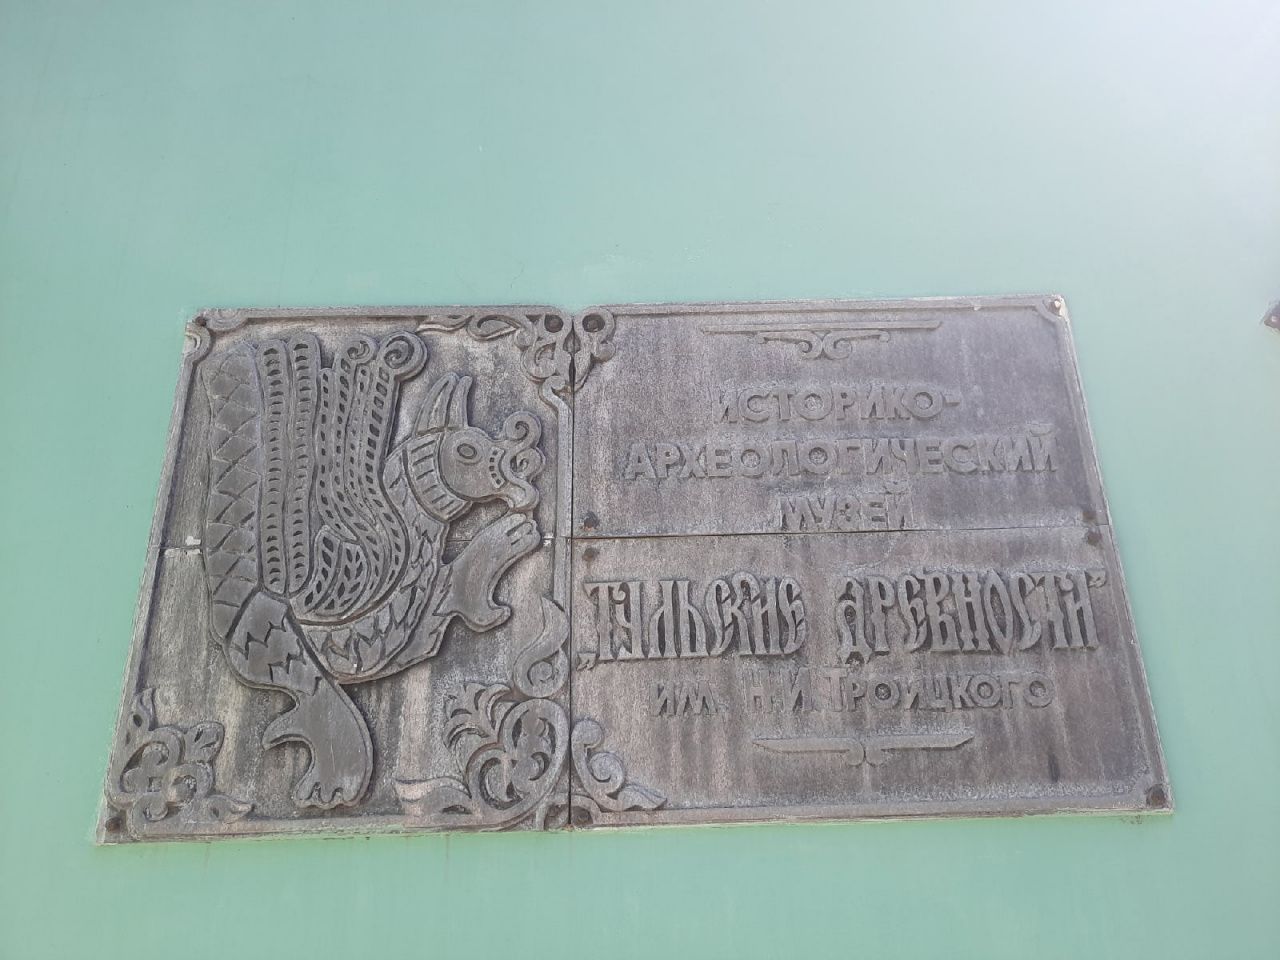 ИСТОРИКО-
АРХЕОЛОГИЧЕСКИЙ
МУЗЕЙ
„ТУЛЬСКИЕ ДРЕВНОСТИ”
ИМ. Н.И.ТРОИЦКОГО